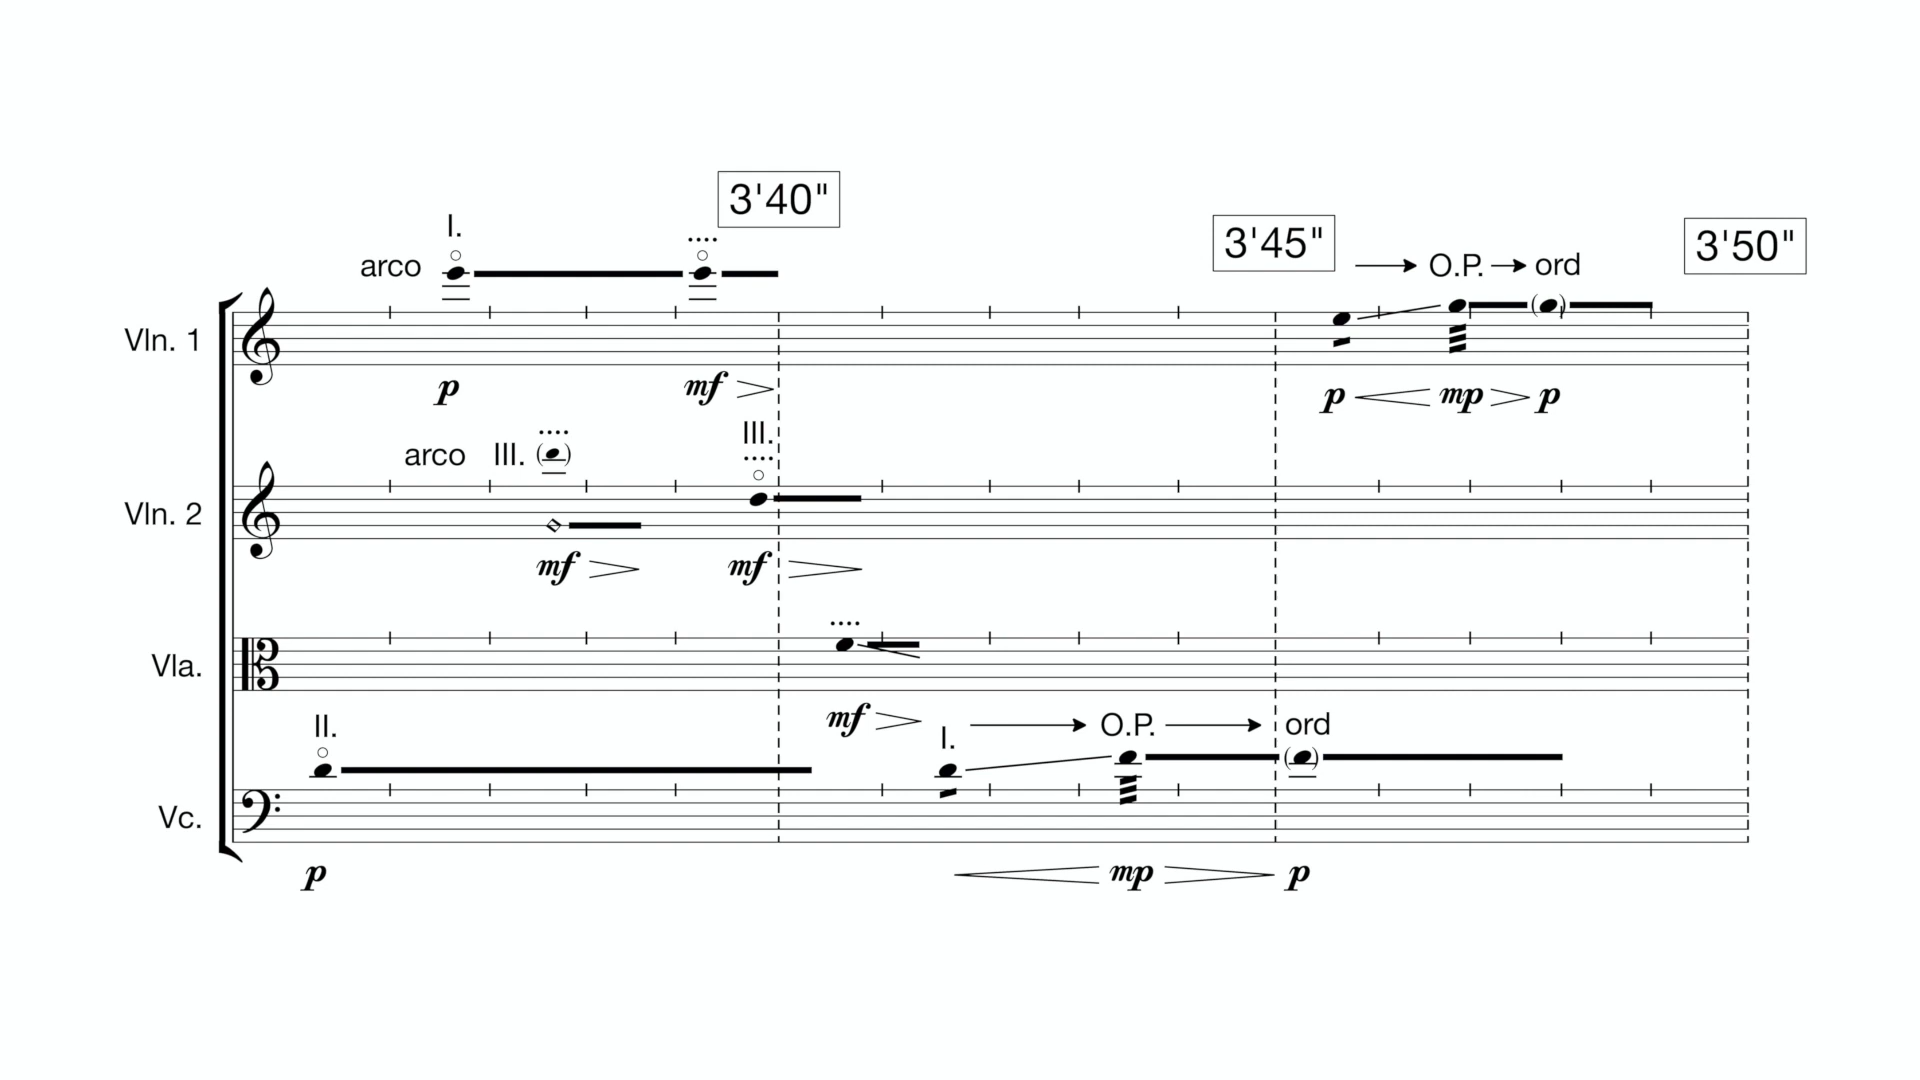 3'40"
I.
3'45"
3'50"
arco
O.P.
ord
Vln. 1
p
mf
p
mp
p
III.
arco
III.
Vln. 2
mf
mf
Vla.
mf
II.
I.
O.P.
ord
Vc.
p
mp
p